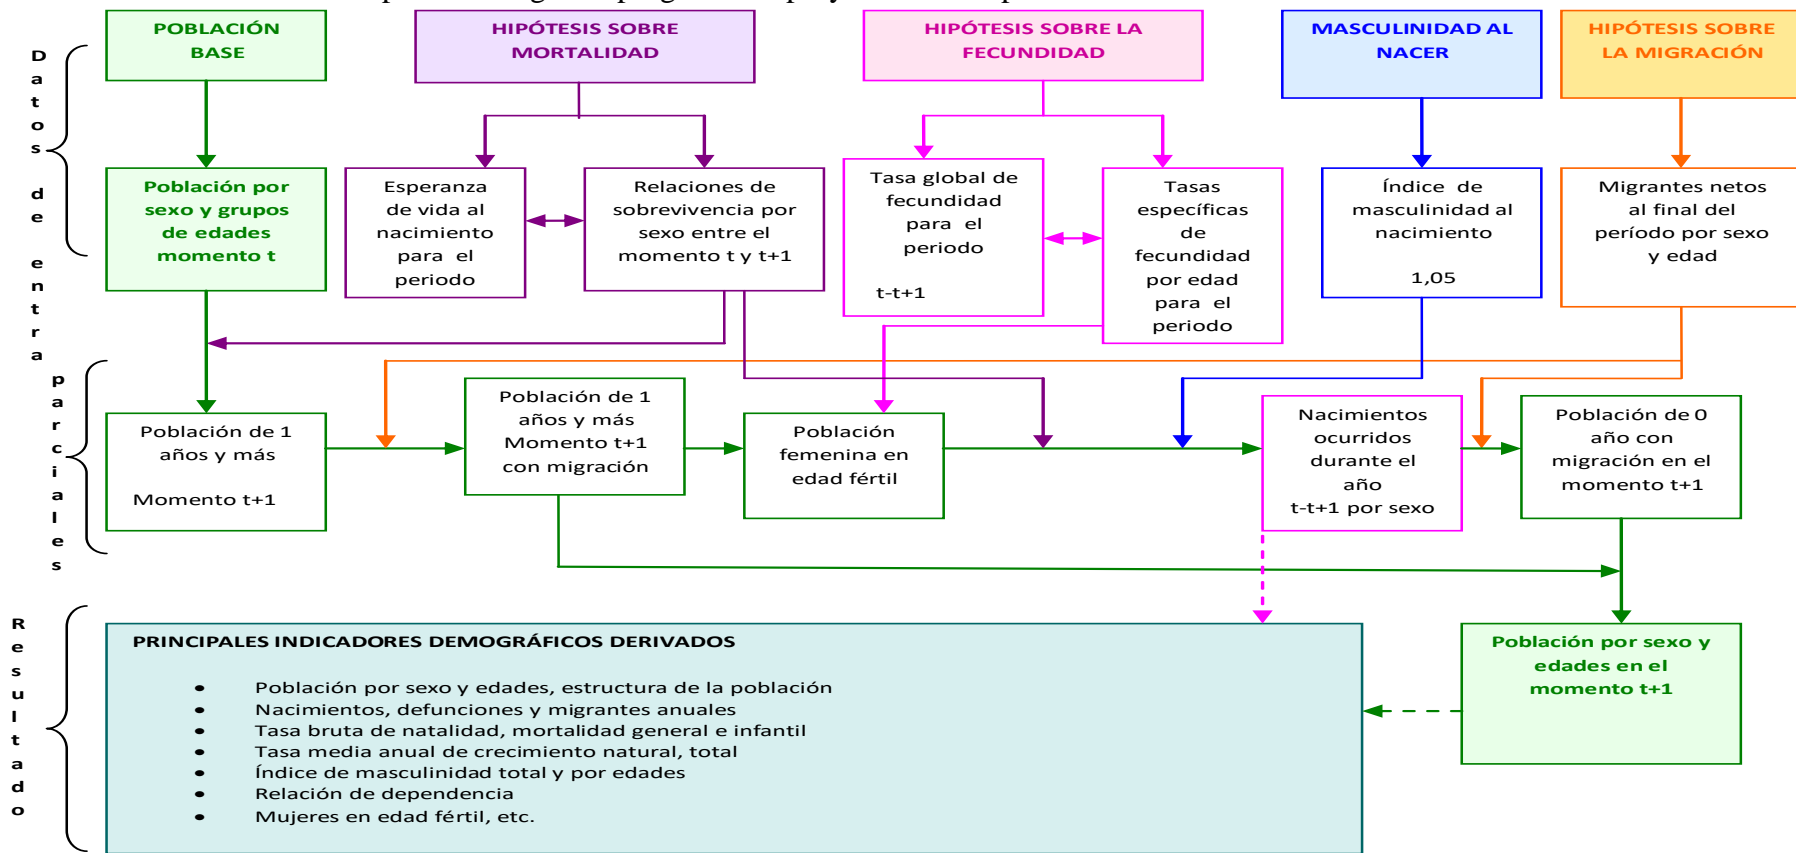 POBLACIÓN
BASE
HIPÓTESIS SOBRE
MORTALIDAD
HIPÓTESIS SOBRE LA
FECUNDIDAD
MASCULINIDAD AL
NACER
HIPÓTESIS SOBRE
LA MIGRACIÓN
Datos de entra
Población por
sexo y grupos
de edades
momento t
Esperanza
de vida al
nacimiento
para el
periodo
Relaciones de
sobrevivencia por
sexo entre el
momento t y t+1
Tasa global de
fecundidad
para el
periodo
t-t+1
Tasas
específicas
de
fecundidad
por edad
para el
periodo
Índice de
masculinidad al
nacimiento
1,05
Migrantes netos
al final del
período por sexo
y edad
parciales
Población de 1
años y más
Momento t+1
Población de 1
años y más
Momento t+1
con migración
Población
femenina en
edad fértil
Nacimientos
ocurridos
durante el
año
t-t+1 por sexo
Población de 0
año con
migración en el
momento t+1
Resultado
PRINCIPALES INDICADORES DEMOGRÁFICOS DERIVADOS
• Población por sexo y edades, estructura de la población
• Nacimientos, defunciones y migrantes anuales
• Tasa bruta de natalidad, mortalidad general e infantil
• Tasa media anual de crecimiento natural, total
• Índice de masculinidad total y por edades
• Relación de dependencia
• Mujeres en edad fértil, etc.
Población por sexo y
edades en el
momento t+1